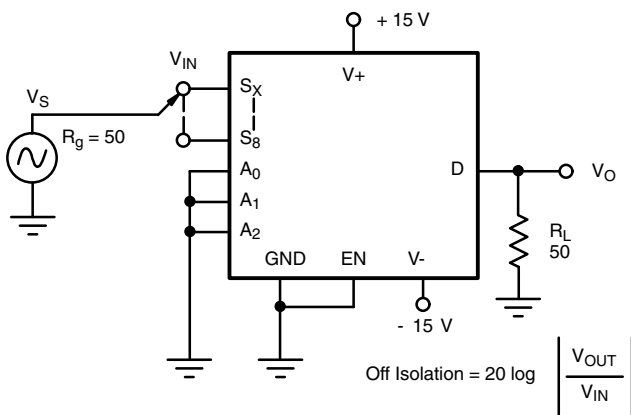 + 15 V
V+
V_IN
V_S
R_g = 50
S_X
S_8
A_0
A_1
A_2
D
V_O
R_L
50
GND EN V-
- 15 V
Off Isolation = 20 log | V_OUT / V_IN |